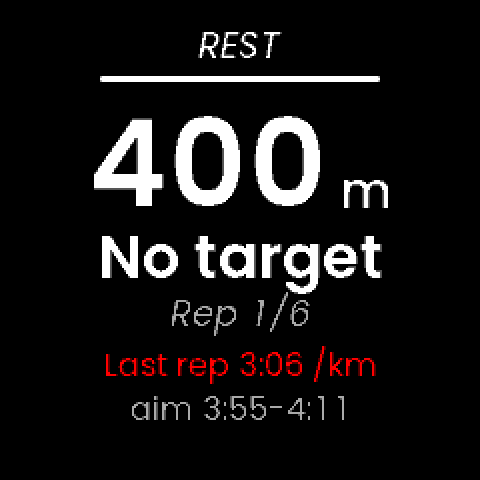 REST
400 m
No target
Rep 1/6
Last rep 3:06 /km
aim 3:55-4:11